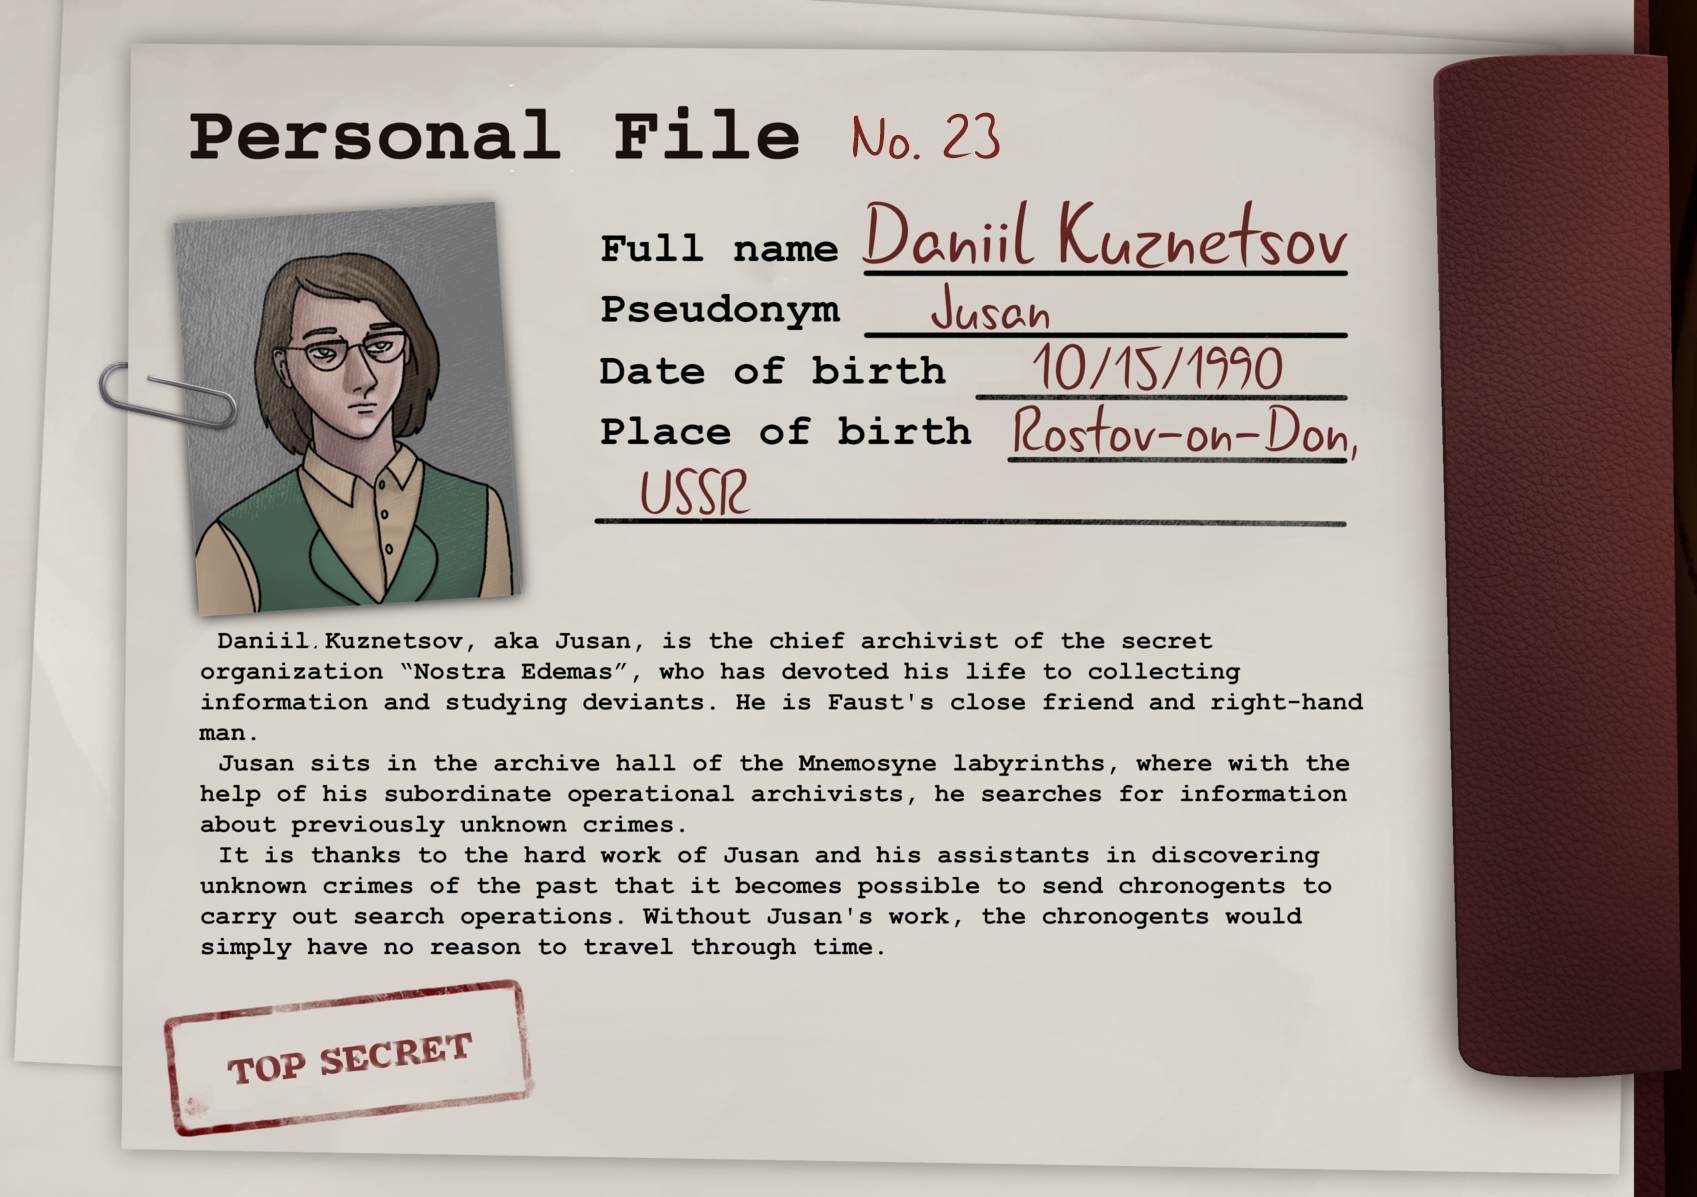 Personal File No. 23
Full name Daniil Kuznetsov
Pseudonym Jusan
Date of birth 10/15/1990
Place of birth Rostov-on-Don,
USSR
Daniil Kuznetsov, aka Jusan, is the chief archivist of the secret
organization “Nostra Edemas”, who has devoted his life to collecting
information and studying deviants. He is Faust's close friend and right-hand
man.
Jusan sits in the archive hall of the Mnemosyne labyrinths, where with the
help of his subordinate operational archivists, he searches for information
about previously unknown crimes.
It is thanks to the hard work of Jusan and his assistants in discovering
unknown crimes of the past that it becomes possible to send chronogents to
carry out search operations. Without Jusan's work, the chronogents would
simply have no reason to travel through time.
TOP SECRET